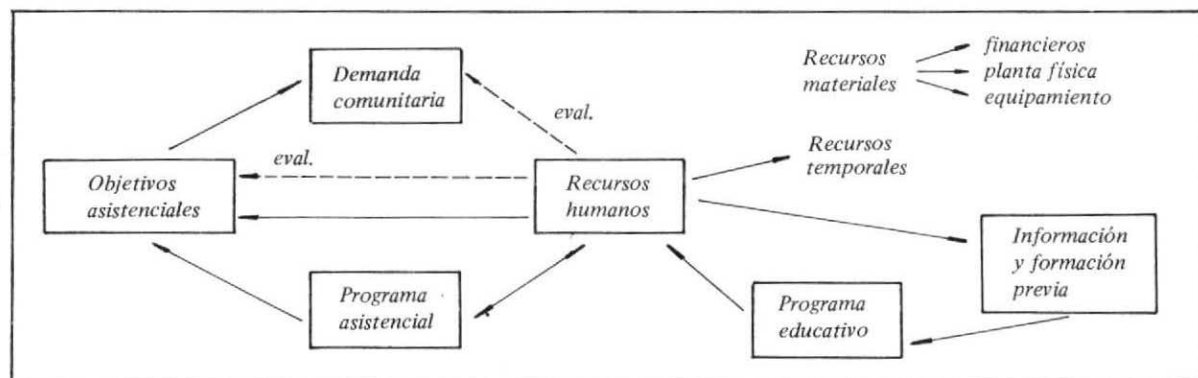 Demanda
comunitaria
Recursos
materiales
financieros
planta física
equipamiento
eval.
eval.
Recursos
temporales
Objetivos
asistenciales
Recursos
humanos
Información
y formación
previa
Programa
asistencial
Programa
educativo